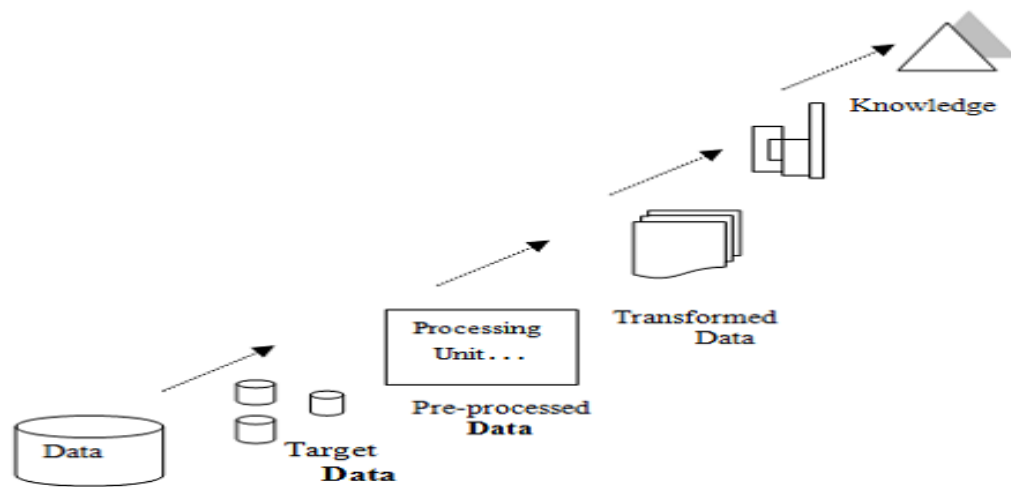 Data
Target
Data
Processing
Unit...
Pre-processed
Data
Transformed
Data
Knowledge